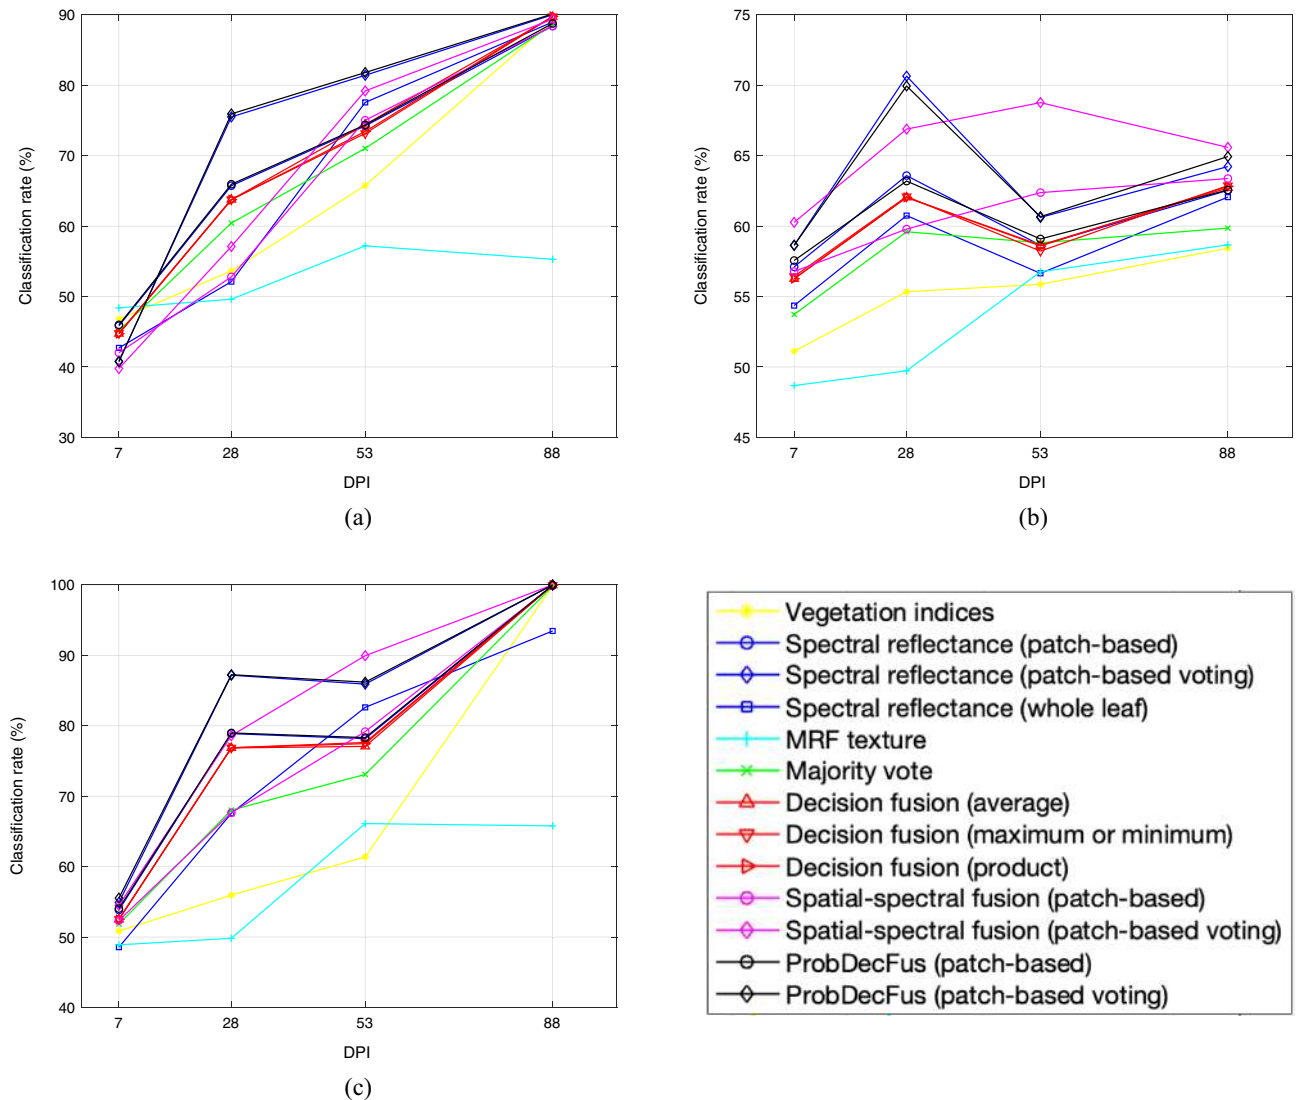 90
80
70
60
50
40
30
Classification rate (%)
7 28 53 88
DPI
(a)
75
70
65
60
55
50
45
Classification rate (%)
7 28 53 88
DPI
(b)
100
90
80
70
60
50
40
Classification rate (%)
7 28 53 88
DPI
(c)
Vegetation indices
Spectral reflectance (patch-based)
Spectral reflectance (patch-based voting)
Spectral reflectance (whole leaf)
MRF texture
Majority vote
Decision fusion (average)
Decision fusion (maximum or minimum)
Decision fusion (product)
Spatial-spectral fusion (patch-based)
Spatial-spectral fusion (patch-based voting)
ProbDecFus (patch-based)
ProbDecFus (patch-based voting)